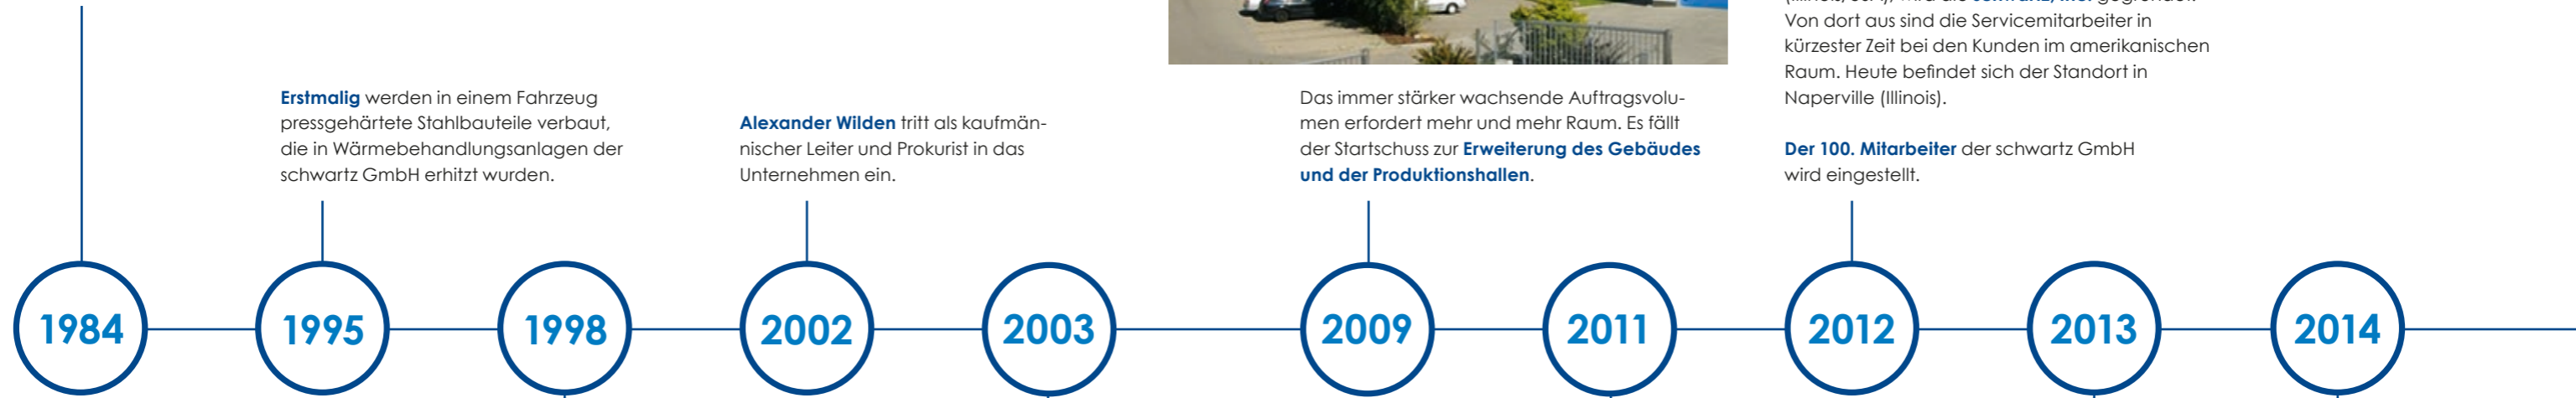 Von dort aus sind die Servicemitarbeiter in
kürzester Zeit bei den Kunden im amerikanischen
Raum. Heute befindet sich der Standort in
Naperville (Illinois).
Der 100. Mitarbeiter der schwartz GmbH
wird eingestellt.
Erstmalig werden in einem Fahrzeug
pressgehärtete Stahlbauteile verbaut,
die in Wärmebehandlungsanlagen der
schwartz GmbH erhitzt wurden.
Alexander Wilden tritt als kaufmän-
nischer Leiter und Prokurist in das
Unternehmen ein.
Das immer stärker wachsende Auftragsvolu-
men erfordert mehr und mehr Raum. Es fällt
der Startschuss zur Erweiterung des Gebäudes
und der Produktionshallen.
1984
1995
1998
2002
2003
2009
2011
2012
2013
2014